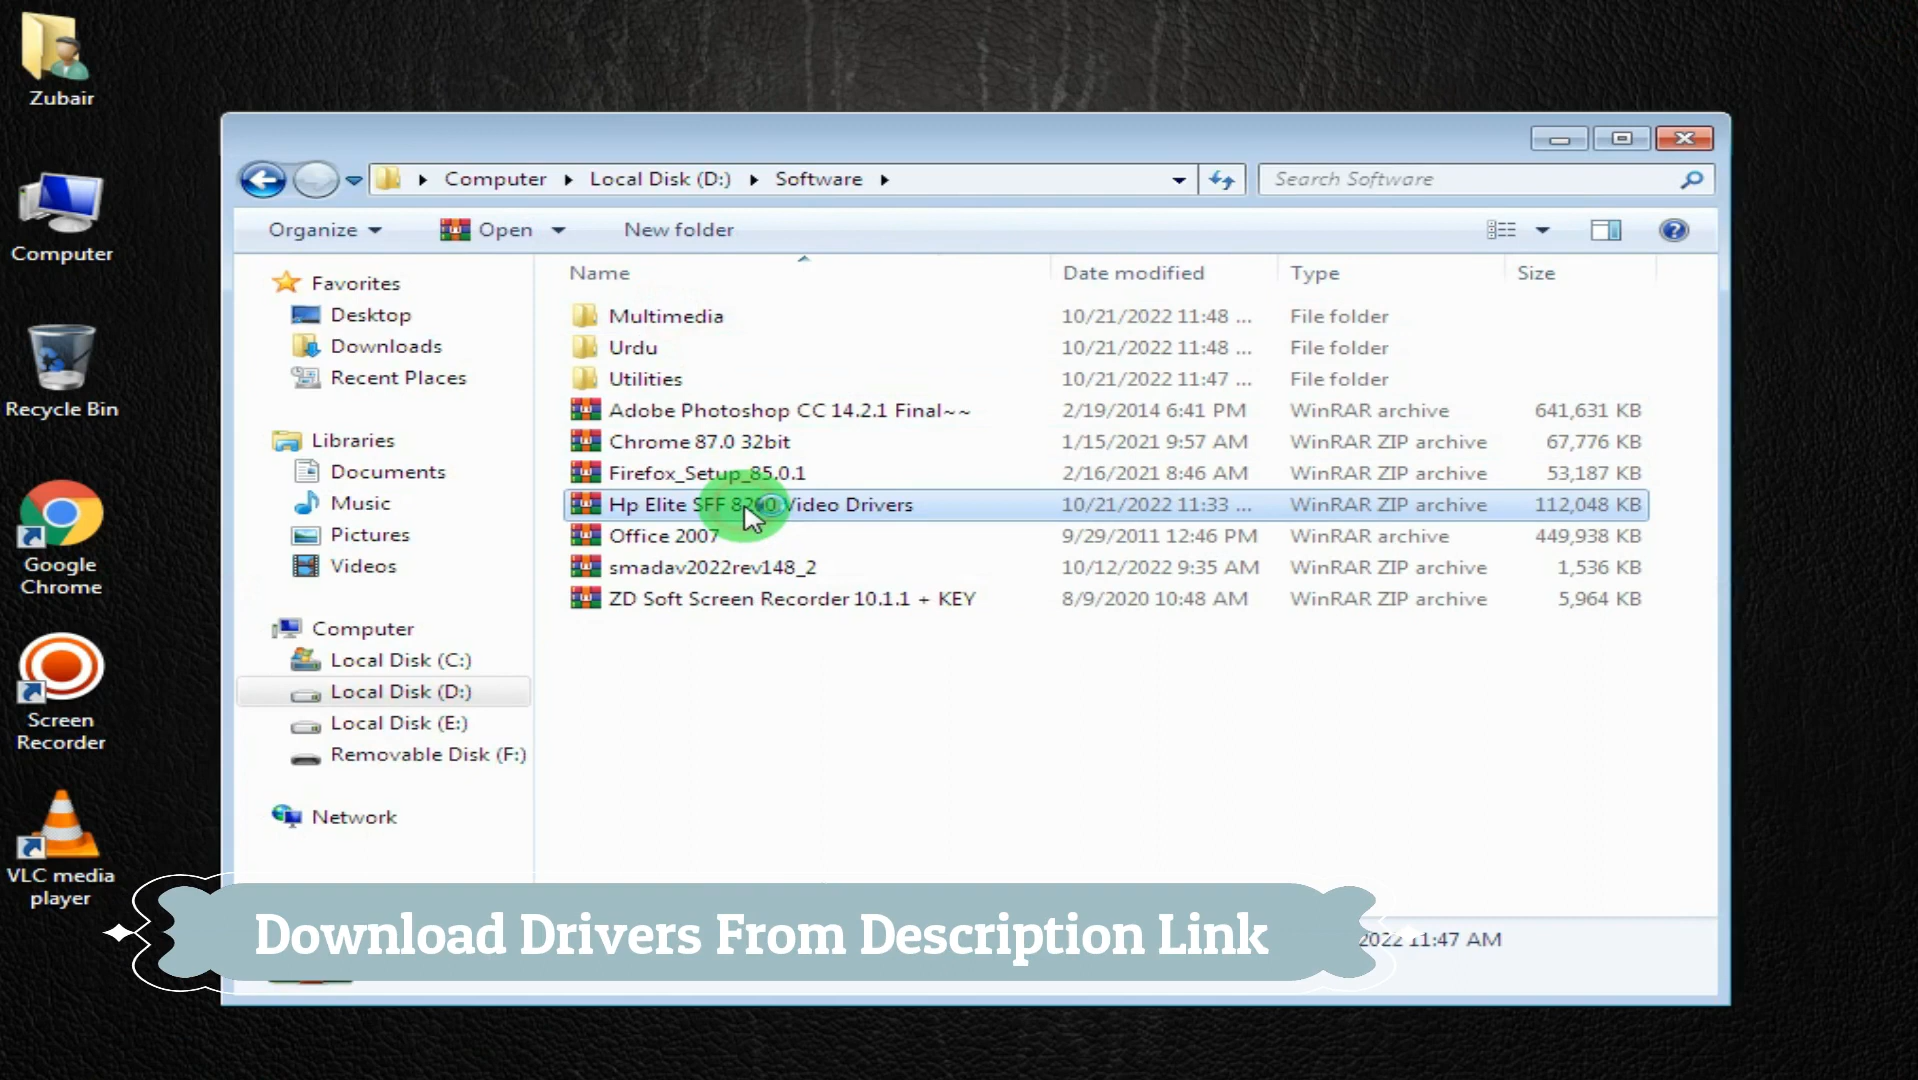 Zubair
Computer
Recycle Bin
Google
Chrome
Screen
Recorder
VLC media
player
Computer Local Disk (D:) Software
Search Software
Organize Open New folder
Name Date modified Type Size
Favorites
Desktop
Downloads
Recent Places
Libraries
Documents
Music
Pictures
Videos
Computer
Local Disk (C:)
Local Disk (D:)
Local Disk (E:)
Removable Disk (F:)
Network
Multimedia 10/21/2022 11:48 ... File folder
Urdu 10/21/2022 11:48 ... File folder
Utilities 10/21/2022 11:47 ... File folder
Adobe Photoshop CC 14.2.1 Final~~ 2/19/2014 6:41 PM WinRAR archive 641,631 KB
Chrome 87.0 32bit 1/15/2021 9:57 AM WinRAR ZIP archive 67,776 KB
Firefox_Setup_85.0.1 2/16/2021 8:46 AM WinRAR ZIP archive 53,187 KB
Hp Elite SFF Video Drivers 10/21/2022 11:33 ... WinRAR ZIP archive 112,048 KB
Office 2007 9/29/2011 12:46 PM WinRAR archive 449,938 KB
smadav2022rev148_2 10/12/2022 9:35 AM WinRAR ZIP archive 1,536 KB
ZD Soft Screen Recorder 10.1.1 + KEY 8/9/2020 10:48 AM WinRAR ZIP archive 5,964 KB
Download Drivers From Description Link
2022 11:47 AM